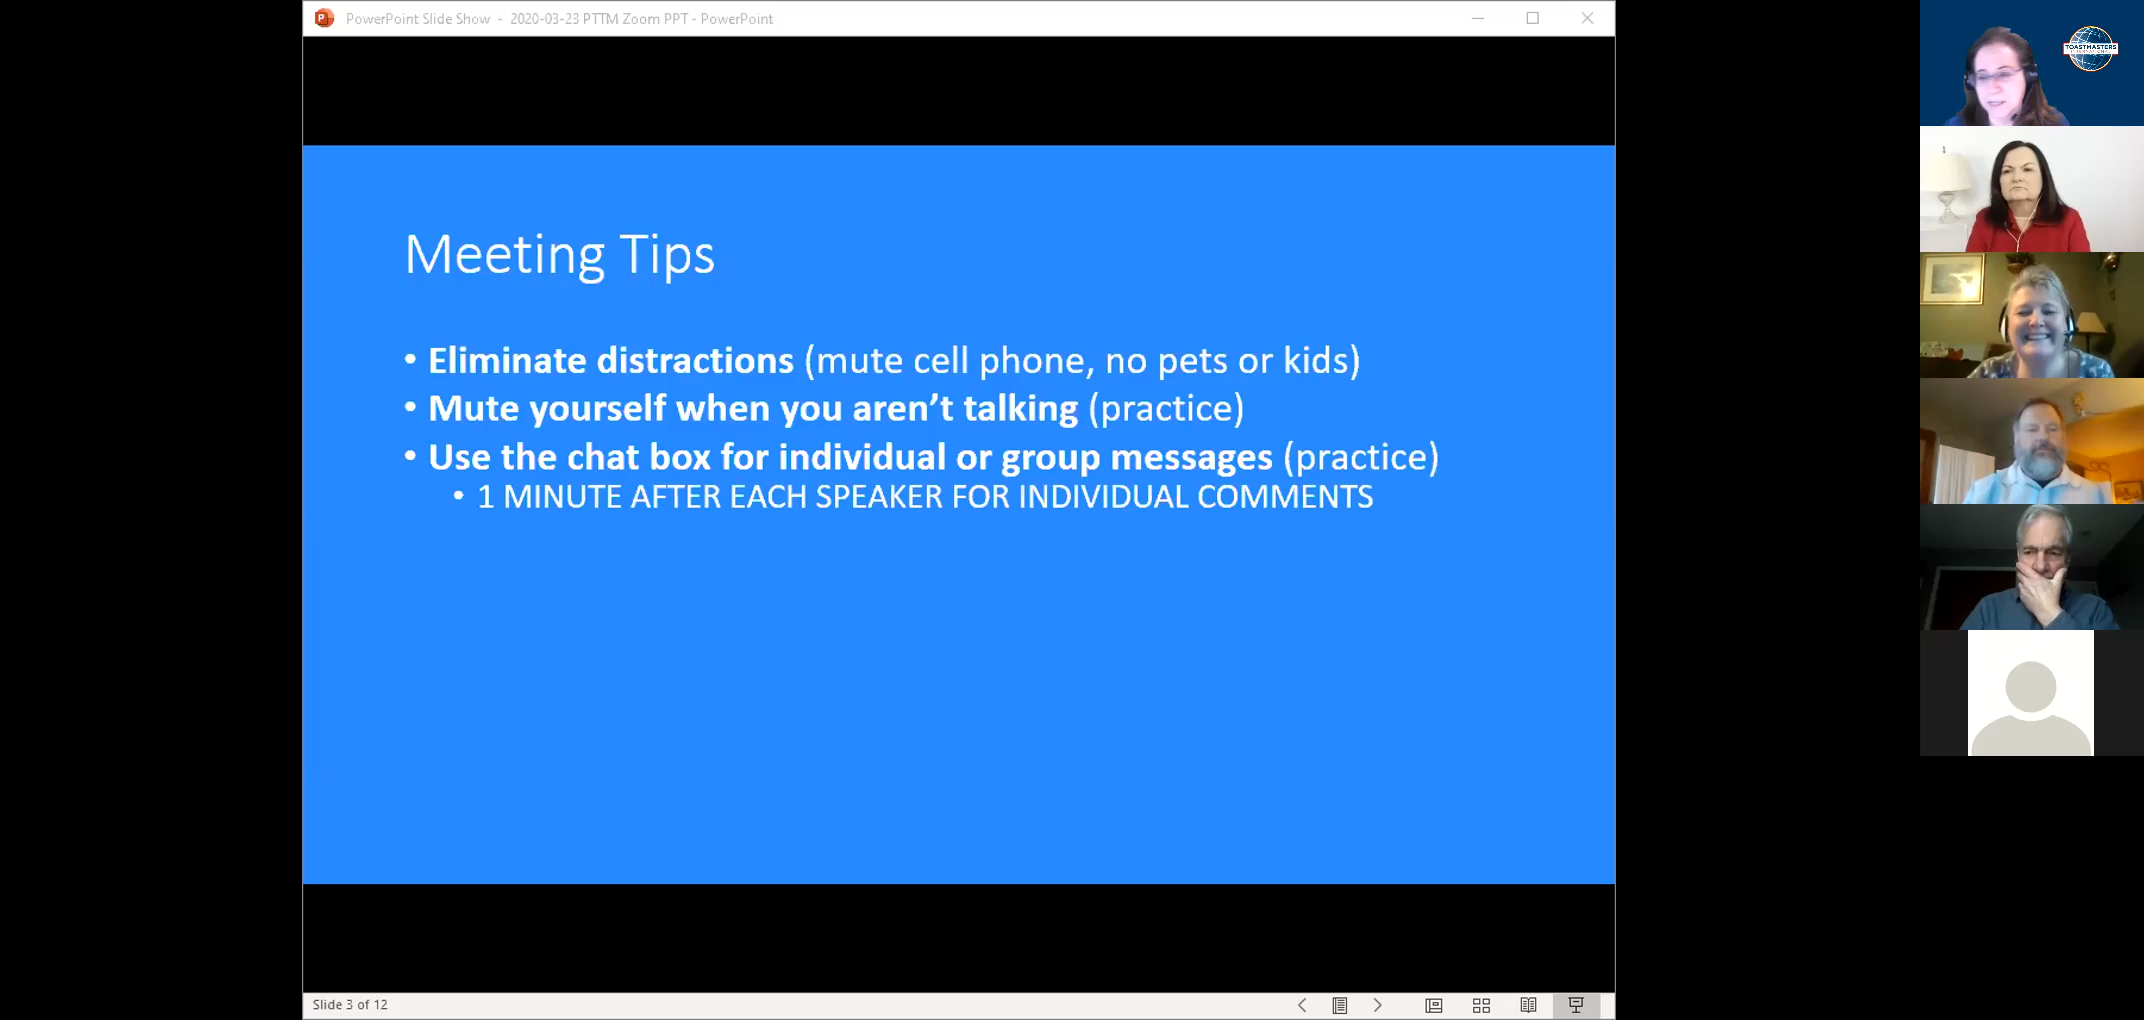 PowerPoint Slide Show - 2020-03-23 PTTM Zoom PPT - PowerPoint
TOASTMASTERS
INTERNATIONAL
Meeting Tips
• Eliminate distractions (mute cell phone, no pets or kids)
• Mute yourself when you aren’t talking (practice)
• Use the chat box for individual or group messages (practice)
• 1 MINUTE AFTER EACH SPEAKER FOR INDIVIDUAL COMMENTS
Slide 3 of 12